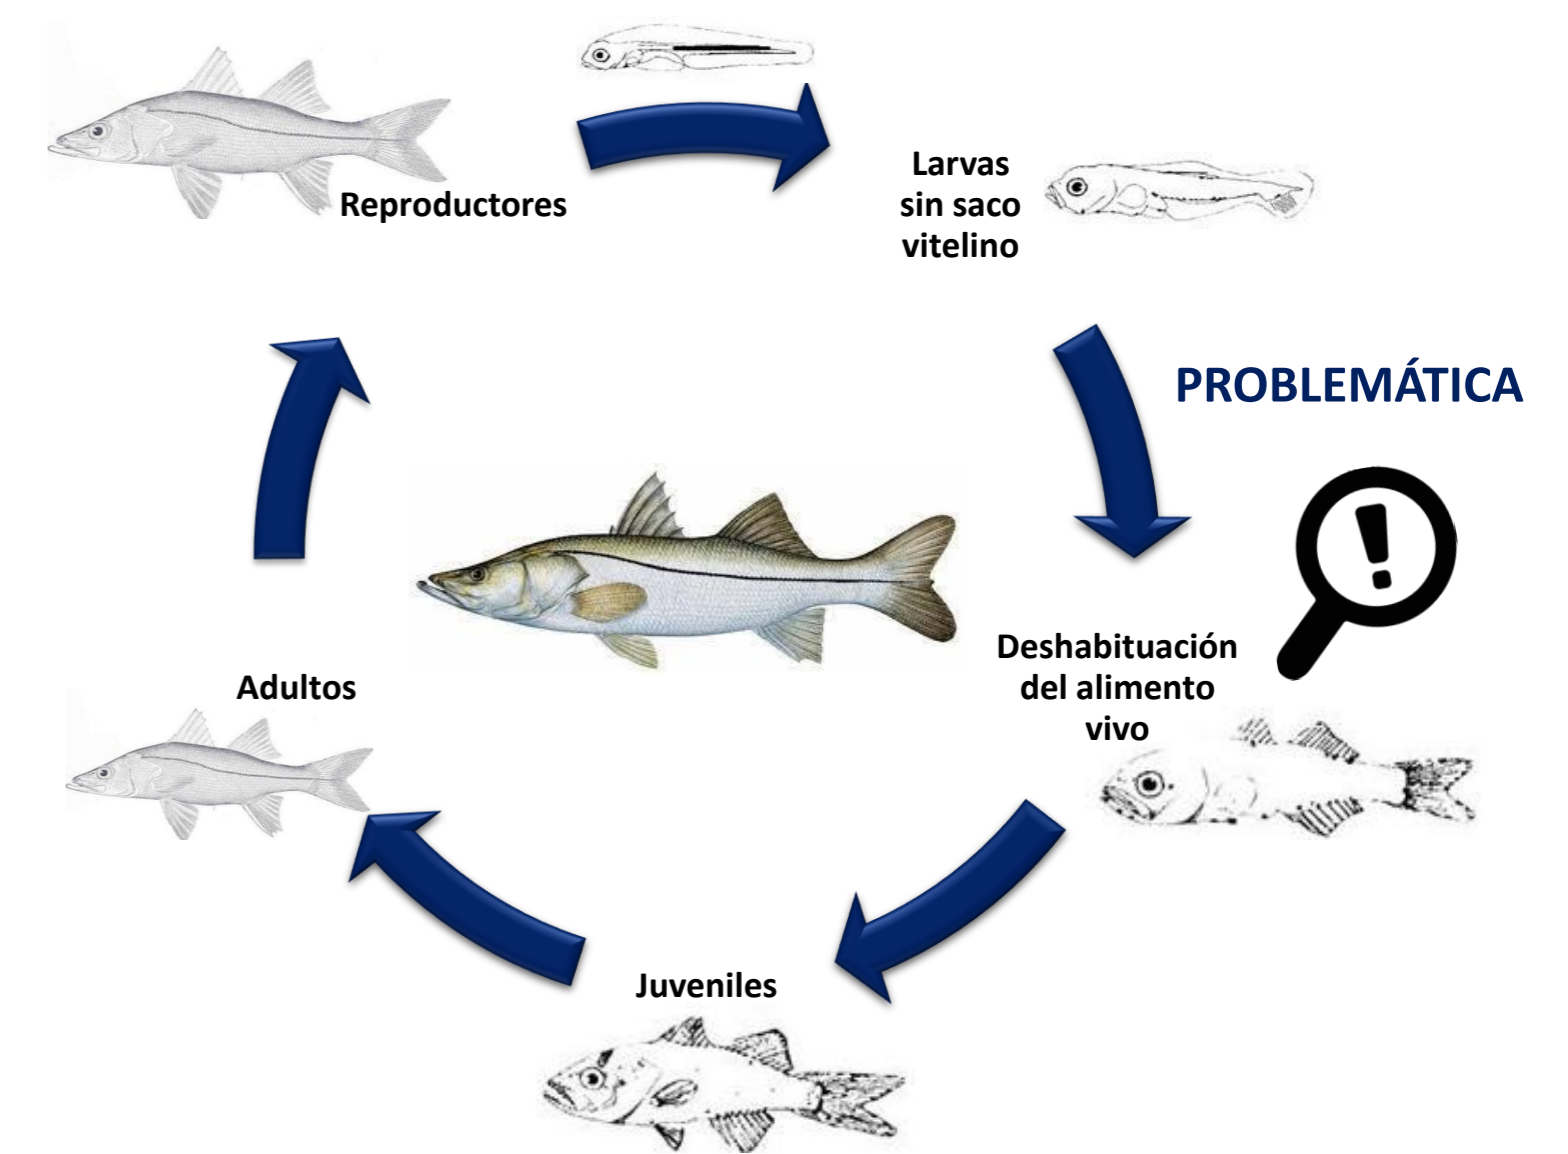 Reproductores
Larvas
sin saco
vitelino
PROBLEMÁTICA
!
Deshabituación
del alimento
vivo
Juveniles
Adultos